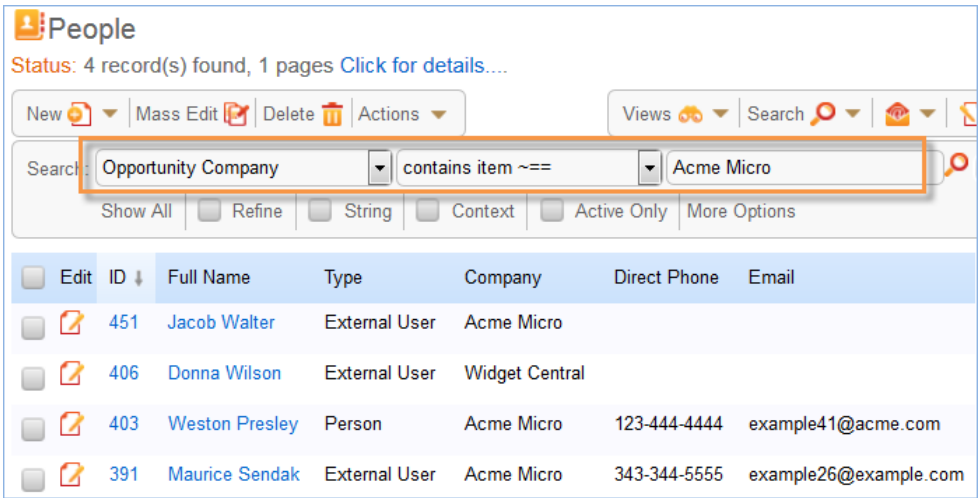 People
Status: 4 record(s) found, 1 pages Click for details....
New Mass Edit Delete Actions Views Search
Search: Opportunity Company contains item ~== Acme Micro
Show All Refine String Context Active Only More Options
Edit ID Full Name Type Company Direct Phone Email
451 Jacob Walter External User Acme Micro
406 Donna Wilson External User Widget Central
403 Weston Presley Person Acme Micro 123-444-4444 example41@acme.com
391 Maurice Sendak External User Acme Micro 343-344-5555 example26@example.com